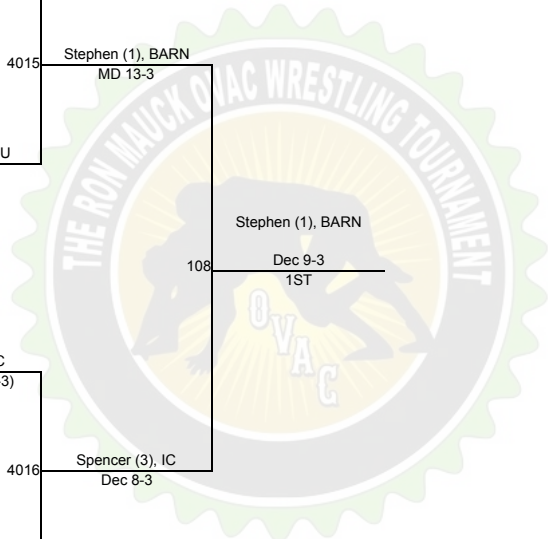 4015
Stephen (1), BARN
MD 13-3
U
THE RON MAUCK OVAC WRESTLING TOURNAMENT
Stephen (1), BARN
108
Dec 9-3
1ST
OVAC
C
-3)
4016
Spencer (3), IC
Dec 8-3